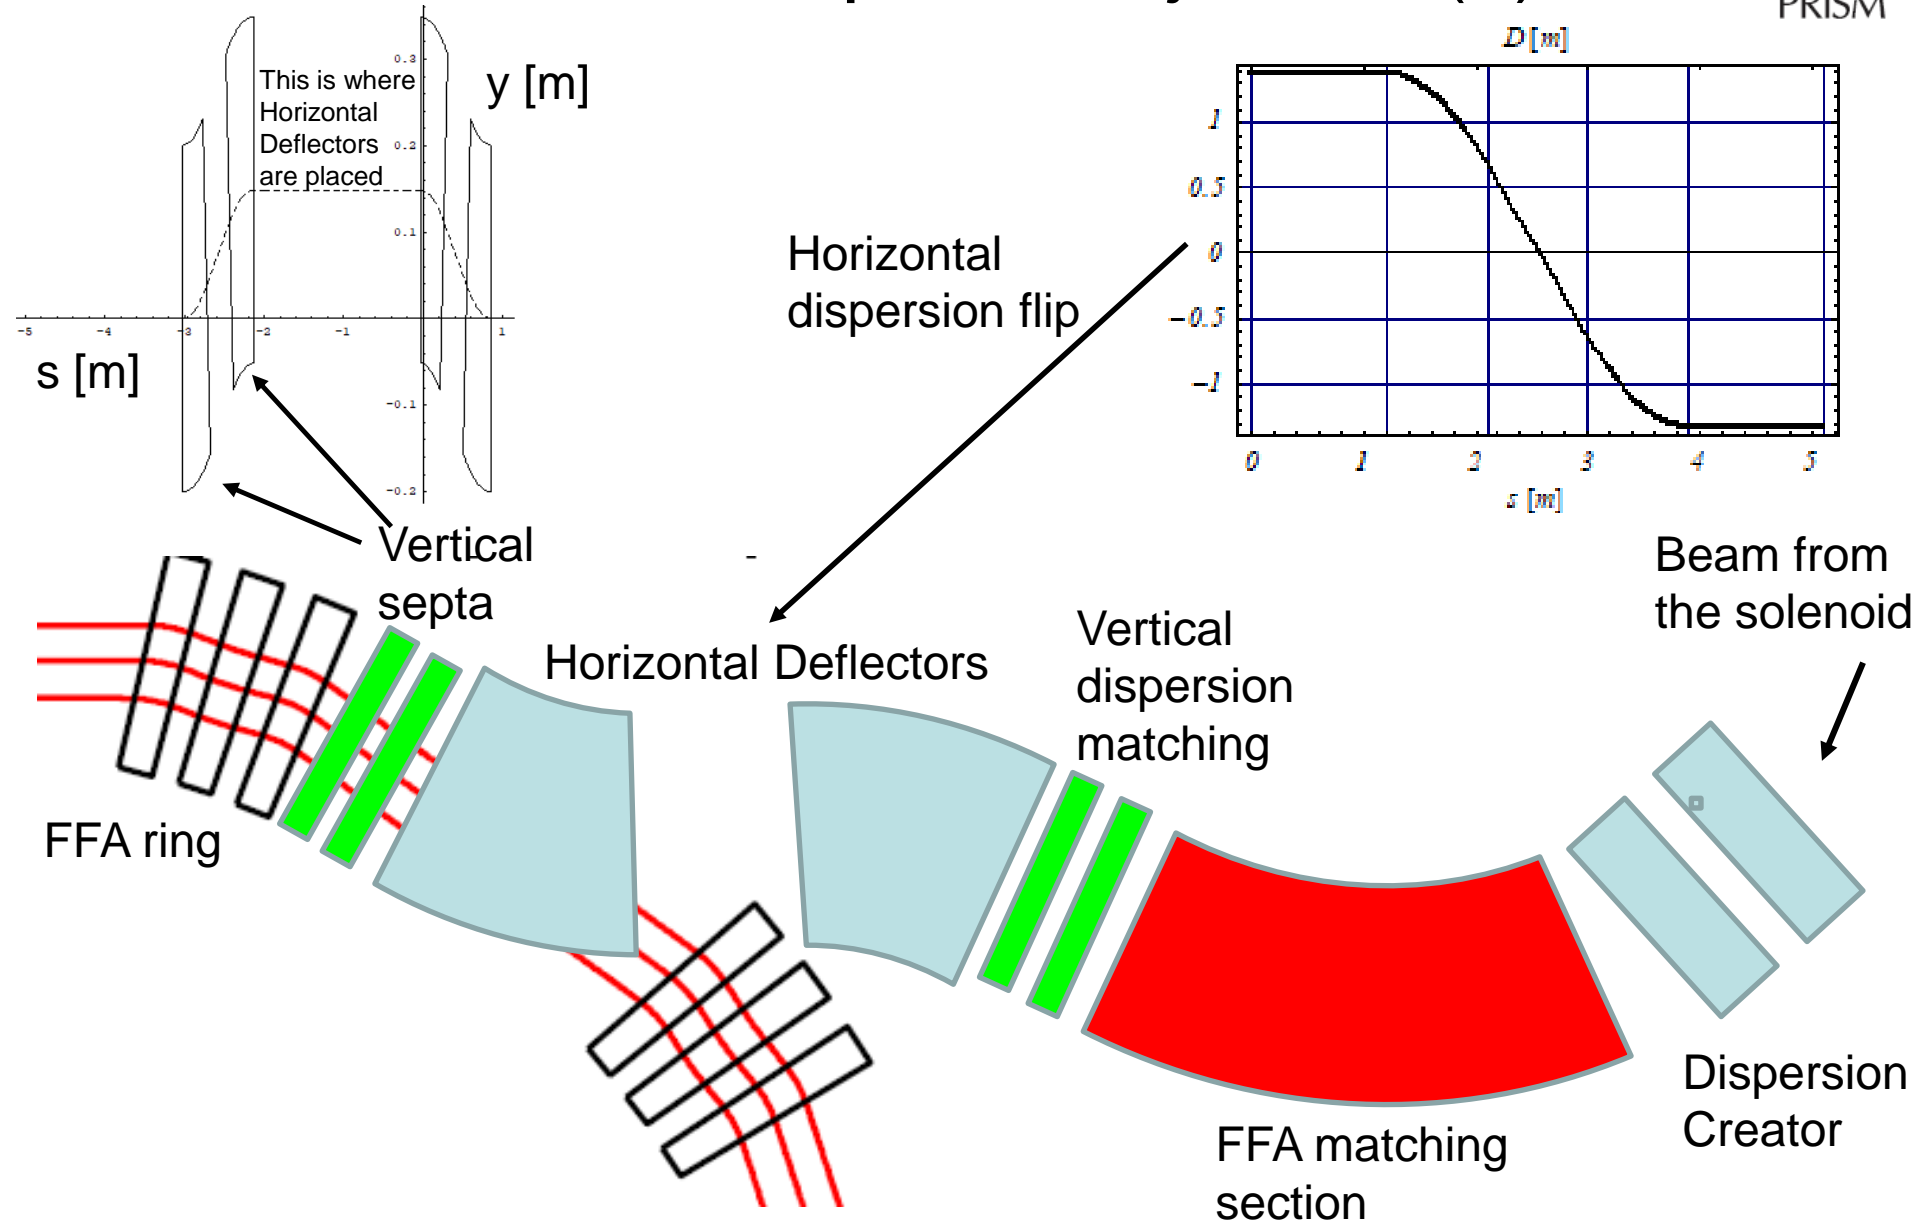 PRISM
This is where
Horizontal
Deflectors
are placed
y [m]
0.3
0.2
0.1
-0.1
-0.2
-5
-4
-3
-2
-1
1
s [m]
D [m]
1
0.5
0
-0.5
-1
0
1
2
3
4
5
s [m]
Horizontal
dispersion flip
Vertical
septa
Horizontal Deflectors
Vertical
dispersion
matching
Beam from
the solenoid
FFA ring
FFA matching
section
Dispersion
Creator